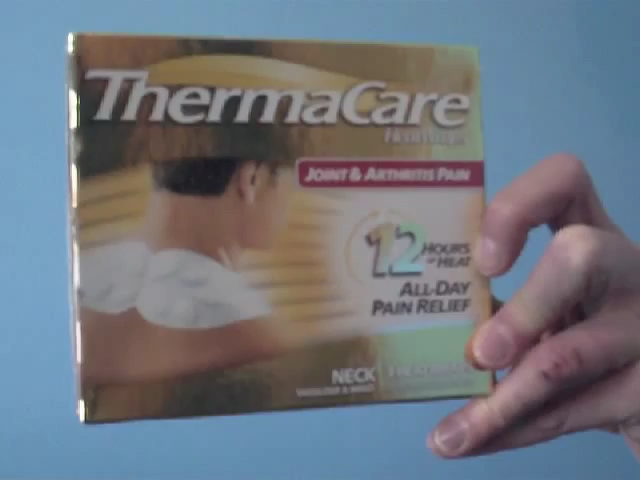 ThermaCare
JOINT & ARTHRITIS PAIN
12 HOURS
OF HEAT
ALL-DAY
PAIN RELIEF
NECK